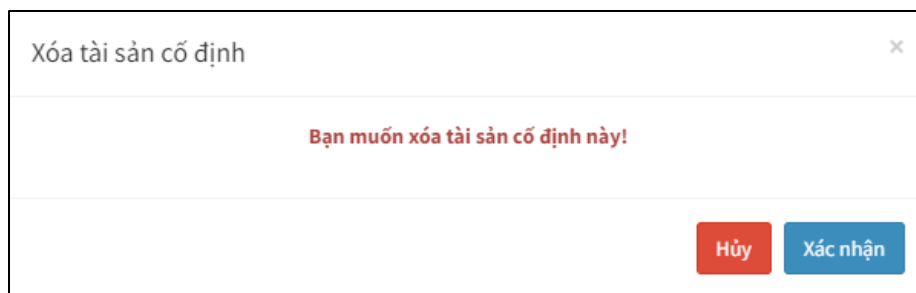 Xóa tài sản cố định
×
Bạn muốn xóa tài sản cố định này!
Hủy
Xác nhận